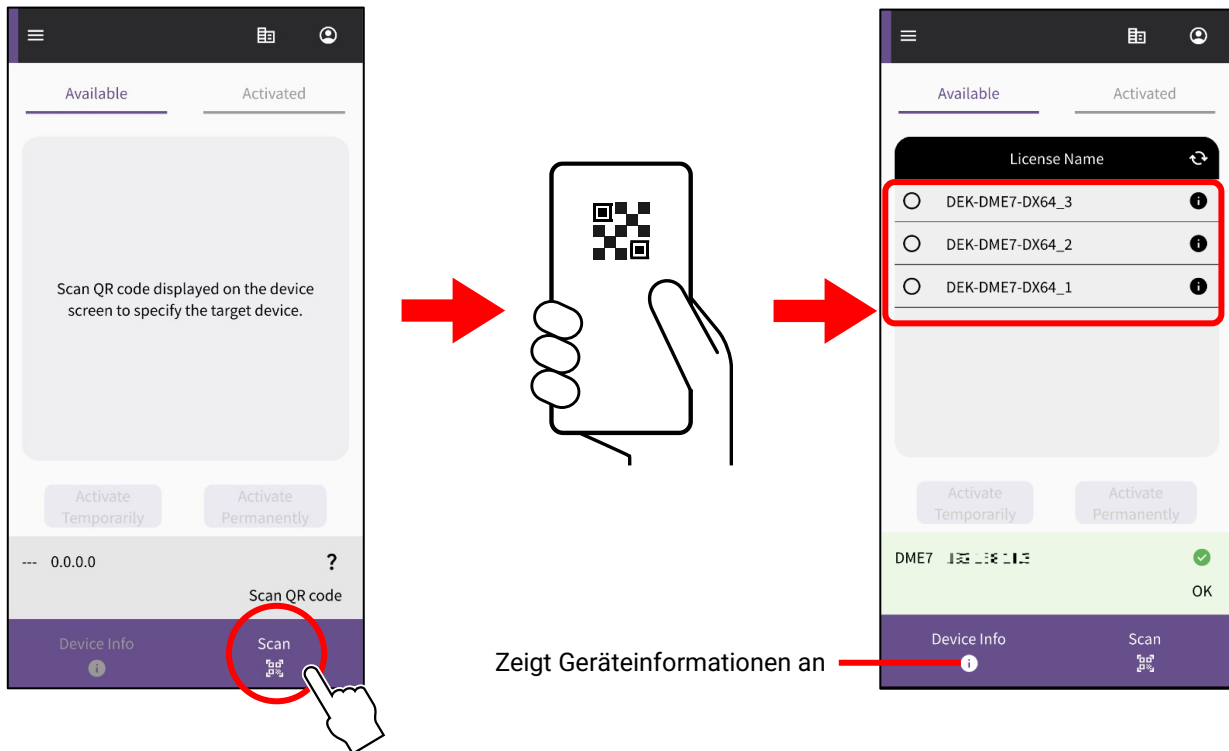 Available Activated
Scan QR code displayed on the device
screen to specify the target device.
Activate Activate
Temporarily Permanently
--- 0.0.0.0 ?
Scan QR code
Device Info Scan
Available Activated
License Name
DEK-DME7-DX64_3
DEK-DME7-DX64_2
DEK-DME7-DX64_1
Activate Activate
Temporarily Permanently
DME7
OK
Device Info Scan
Zeigt Geräteinformationen an